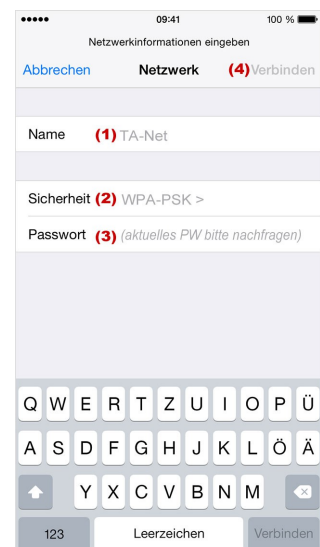 09:41 100 %
Netzwerkinformationen eingeben
Abbrechen Netzwerk (4) Verbinden
Name (1) TA-Net
Sicherheit (2) WPA-PSK >
Passwort (3) (aktuelles PW bitte nachfragen)
Q W E R T Z U I O P Ü
A S D F G H J K L Ö Ä
Y X C V B N M
123 Leerzeichen Verbinden